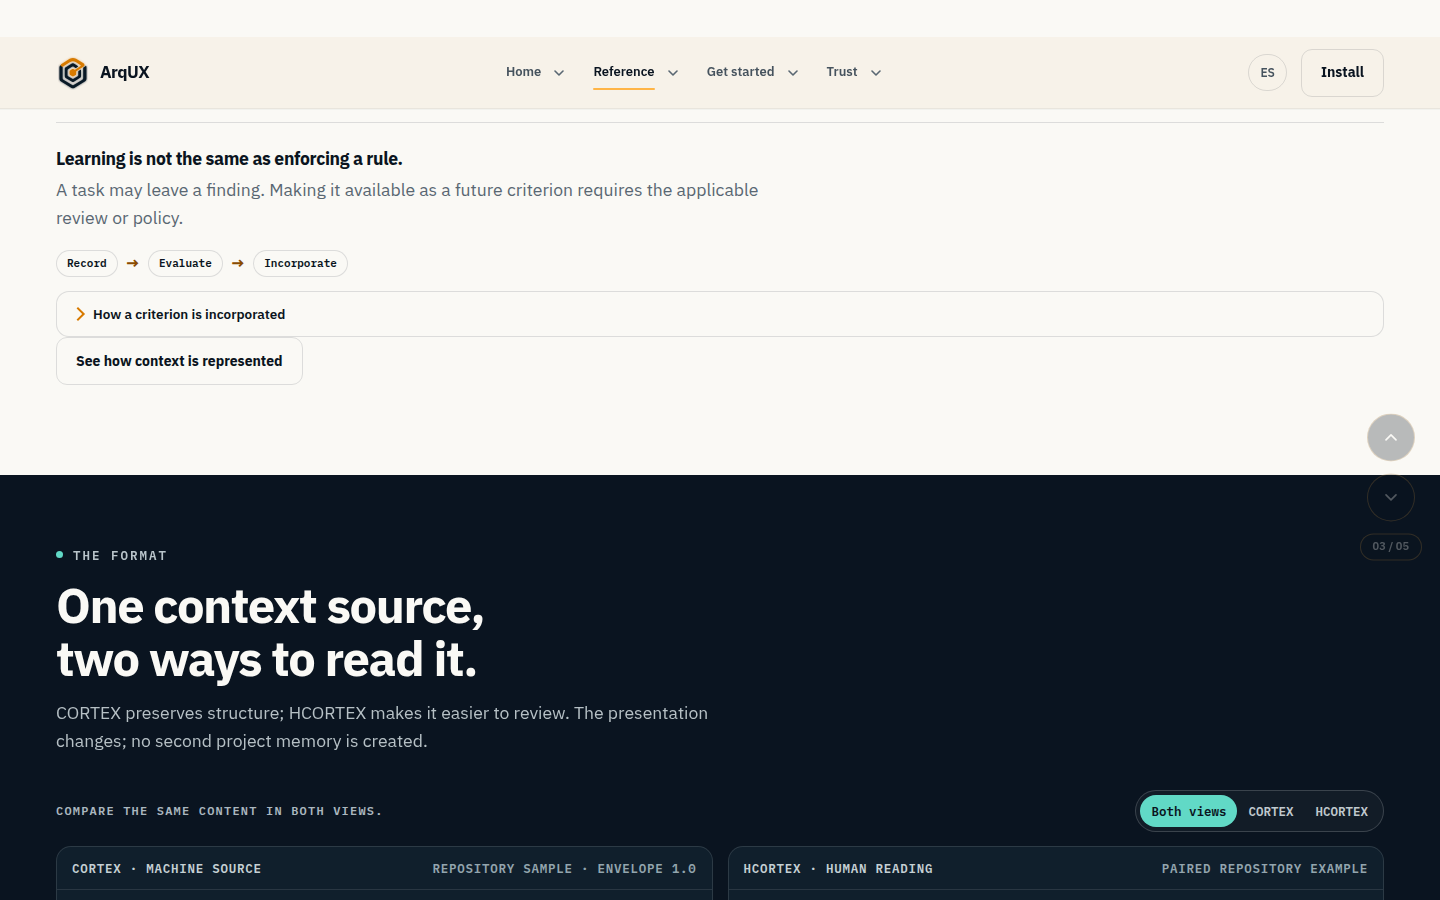 ArqUX
Home
Reference
Get started
Trust
ES
Install
Learning is not the same as enforcing a rule.
A task may leave a finding. Making it available as a future criterion requires the applicable
review or policy.
Record → Evaluate → Incorporate
How a criterion is incorporated
See how context is represented
03 / 05
THE FORMAT
One context source,
two ways to read it.
CORTEX preserves structure; HCORTEX makes it easier to review. The presentation
changes; no second project memory is created.
COMPARE THE SAME CONTENT IN BOTH VIEWS.
Both views
CORTEX
HCORTEX
CORTEX · MACHINE SOURCE
REPOSITORY SAMPLE · ENVELOPE 1.0
HCORTEX · HUMAN READING
PAIRED REPOSITORY EXAMPLE